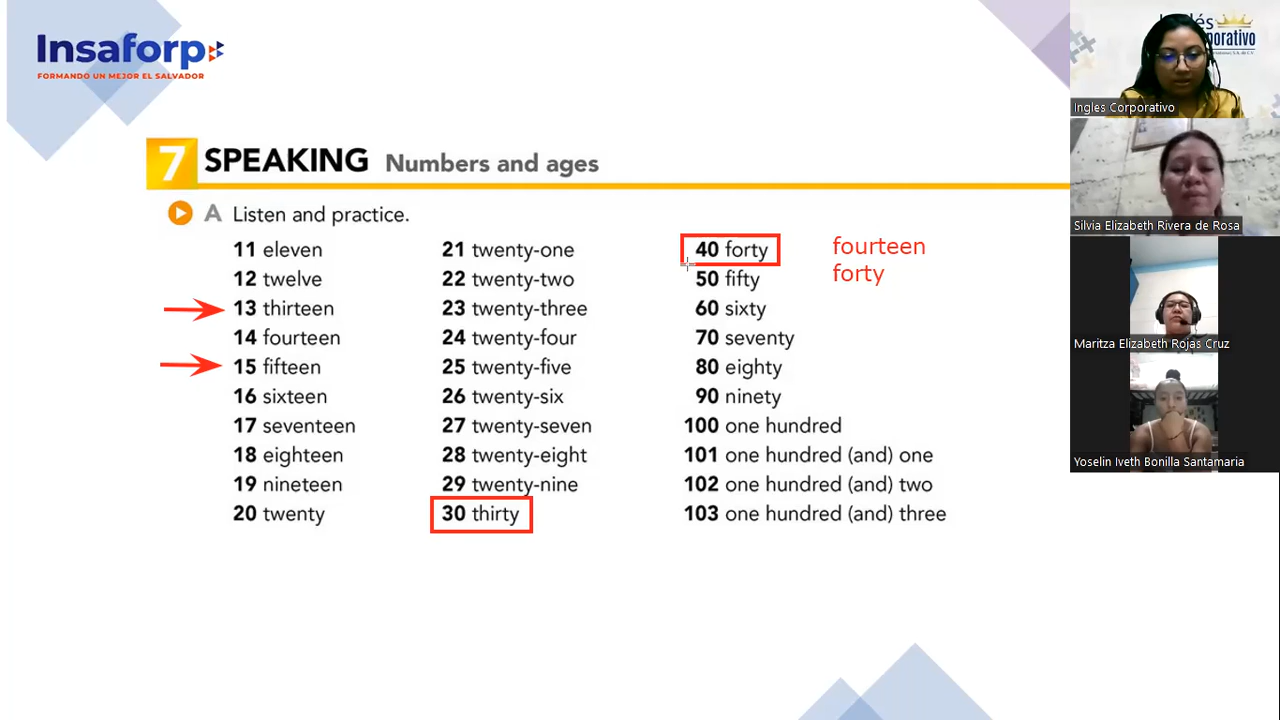 Insaforp
FORMANDO UN MEJOR EL SALVADOR
7 SPEAKING Numbers and ages
A Listen and practice.
11 eleven
12 twelve
13 thirteen
14 fourteen
15 fifteen
16 sixteen
17 seventeen
18 eighteen
19 nineteen
20 twenty
21 twenty-one
22 twenty-two
23 twenty-three
24 twenty-four
25 twenty-five
26 twenty-six
27 twenty-seven
28 twenty-eight
29 twenty-nine
30 thirty
40 forty
50 fifty
60 sixty
70 seventy
80 eighty
90 ninety
100 one hundred
101 one hundred (and) one
102 one hundred (and) two
103 one hundred (and) three
fourteen
forty
Ingles Corporativo
Silvia Elizabeth Rivera de Rosa
Maritza Elizabeth Rojas Cruz
Yoselin Iveth Bonilla Santamaria